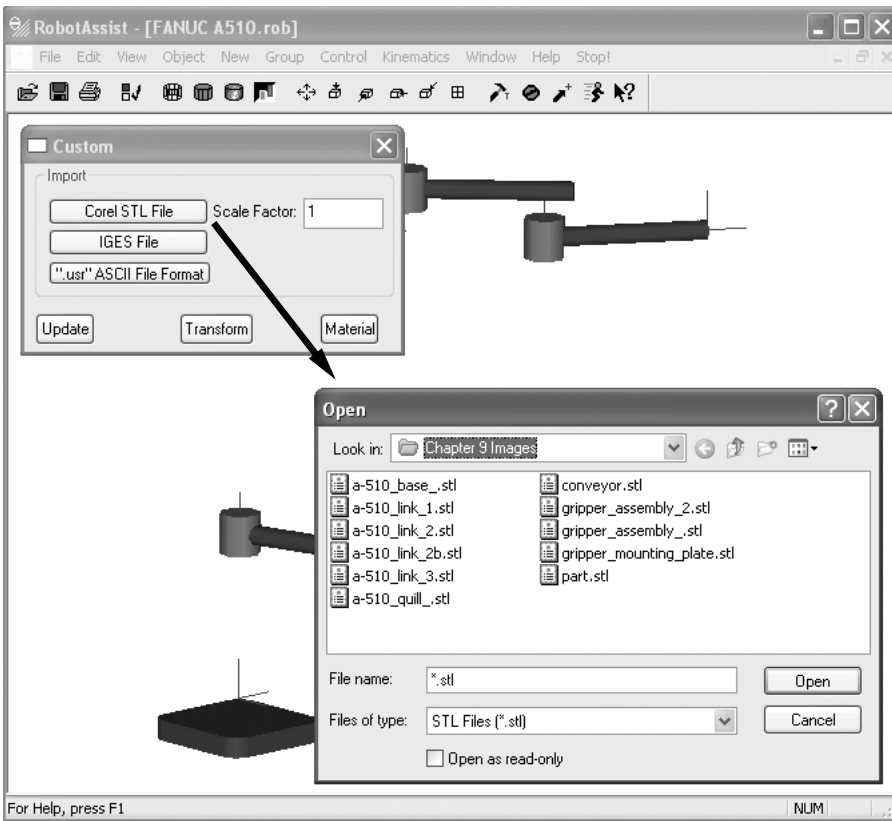 RobotAssist - [FANUC A510.rob]
File Edit View Object New Group Control Kinematics Window Help Stop!
Custom
Import
Corel STL File Scale Factor: 1
IGES File
".usr" ASCII File Format
Update Transform Material
Open
Look in: Chapter 9 Images
a-510_base_.stl
a-510_link_1.stl
a-510_link_2.stl
a-510_link_2b.stl
a-510_link_3.stl
a-510_quill_.stl
conveyor.stl
gripper_assembly_2.stl
gripper_assembly_.stl
gripper_mounting_plate.stl
part.stl
File name: *.stl Open
Files of type: STL Files (*.stl) Cancel
Open as read-only
For Help, press F1 NUM